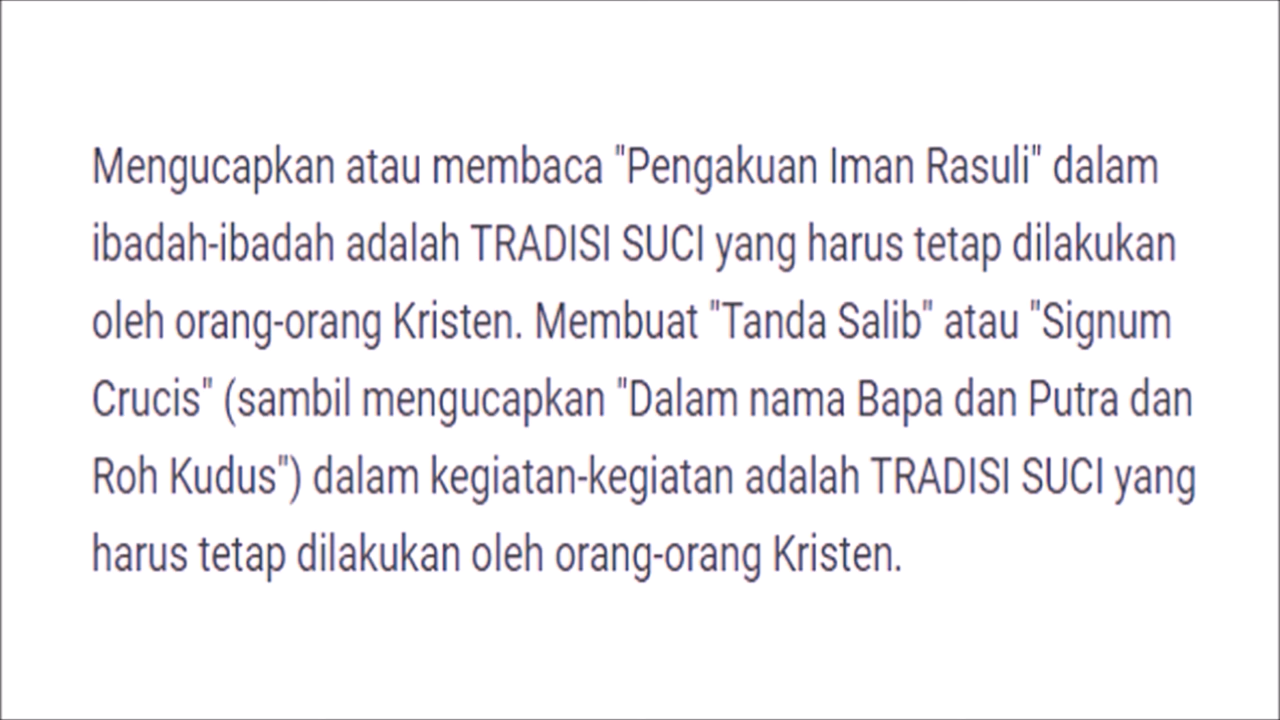 Mengucapkan atau membaca "Pengakuan Iman Rasuli" dalam
ibadah-ibadah adalah TRADISI SUCI yang harus tetap dilakukan
oleh orang-orang Kristen. Membuat "Tanda Salib" atau "Signum
Crucis" (sambil mengucapkan "Dalam nama Bapa dan Putra dan
Roh Kudus") dalam kegiatan-kegiatan adalah TRADISI SUCI yang
harus tetap dilakukan oleh orang-orang Kristen.